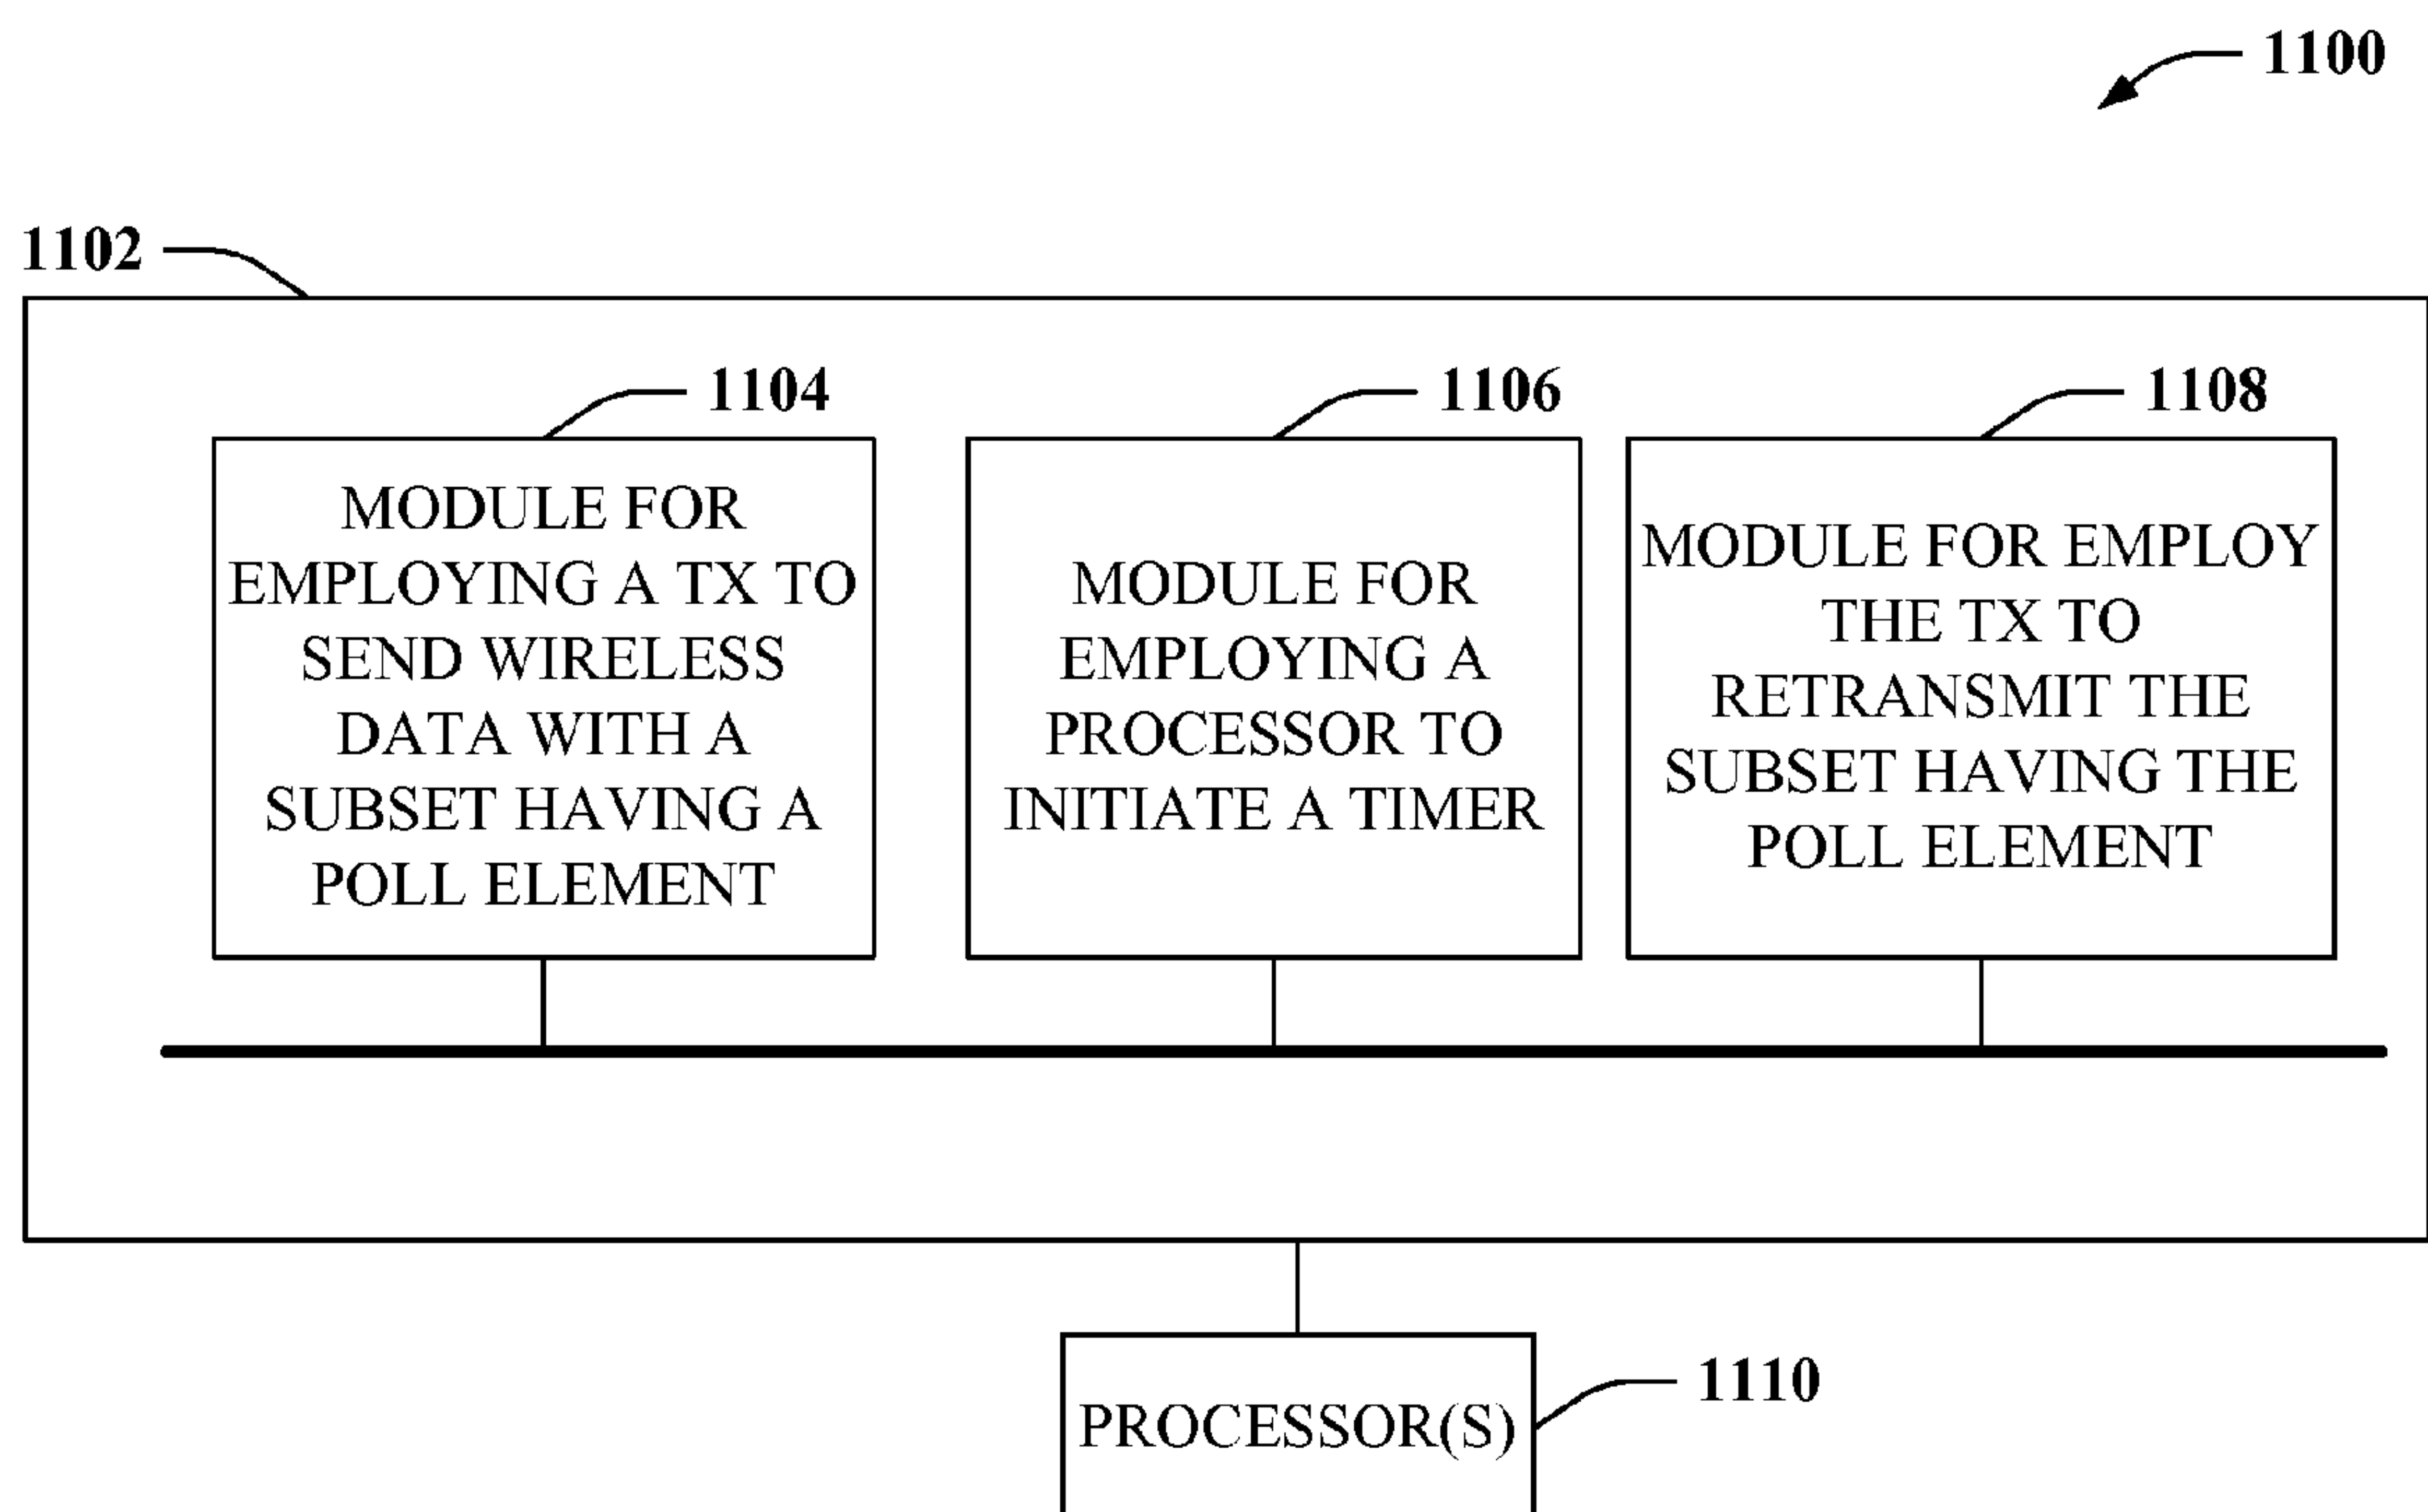 1100
1102
1104
1106
1108
MODULE FOR
EMPLOYING A TX TO
SEND WIRELESS
DATA WITH A
SUBSET HAVING A
POLL ELEMENT
MODULE FOR
EMPLOYING A
PROCESSOR TO
INITIATE A TIMER
MODULE FOR EMPLOY
THE TX TO
RETRANSMIT THE
SUBSET HAVING THE
POLL ELEMENT
1110
PROCESSOR(S)